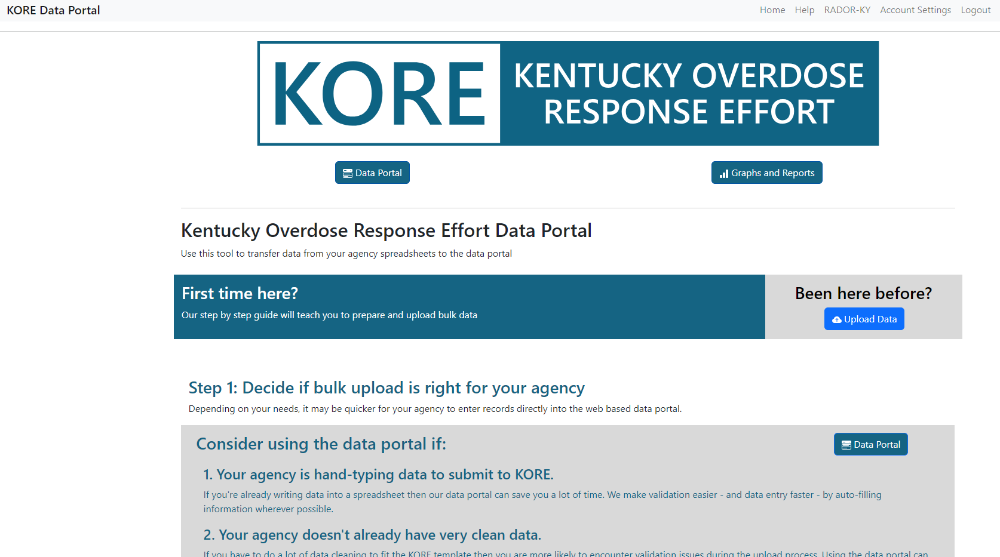 KORE Data Portal
Home Help RADOR-KY Account Settings Logout
KORE
KENTUCKY OVERDOSE
RESPONSE EFFORT
Data Portal
Graphs and Reports
Kentucky Overdose Response Effort Data Portal
Use this tool to transfer data from your agency spreadsheets to the data portal
First time here?
Our step by step guide will teach you to prepare and upload bulk data
Been here before?
Upload Data
Step 1: Decide if bulk upload is right for your agency
Depending on your needs, it may be quicker for your agency to enter records directly into the web based data portal.
Consider using the data portal if:
Data Portal
1. Your agency is hand-typing data to submit to KORE.
If you're already writing data into a spreadsheet then our data portal can save you a lot of time. We make validation easier - and data entry faster - by auto-filling
information wherever possible.
2. Your agency doesn't already have very clean data.
If you have to do a lot of data cleaning to fit the KORE template then you are more likely to encounter validation issues during the upload process. Using the data portal can